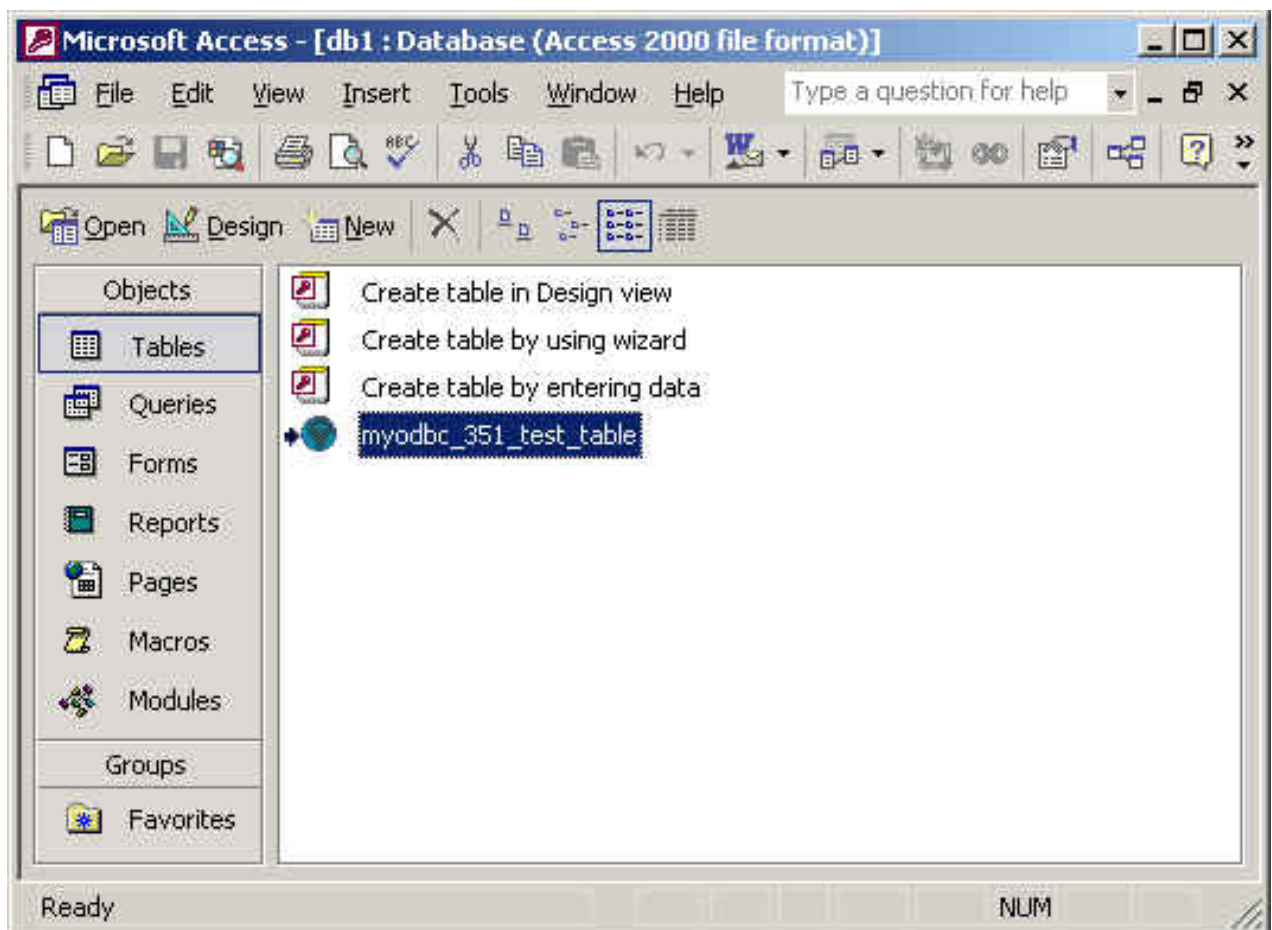 Microsoft Access - [db1 : Database (Access 2000 file format)]
File Edit View Insert Tools Window Help Type a question for help
ABC W
Open Design New
Objects
Tables
Queries
Forms
Reports
Pages
Macros
Modules
Groups
Favorites
Create table in Design view
Create table by using wizard
Create table by entering data
myodbc_351_test_table
Ready NUM